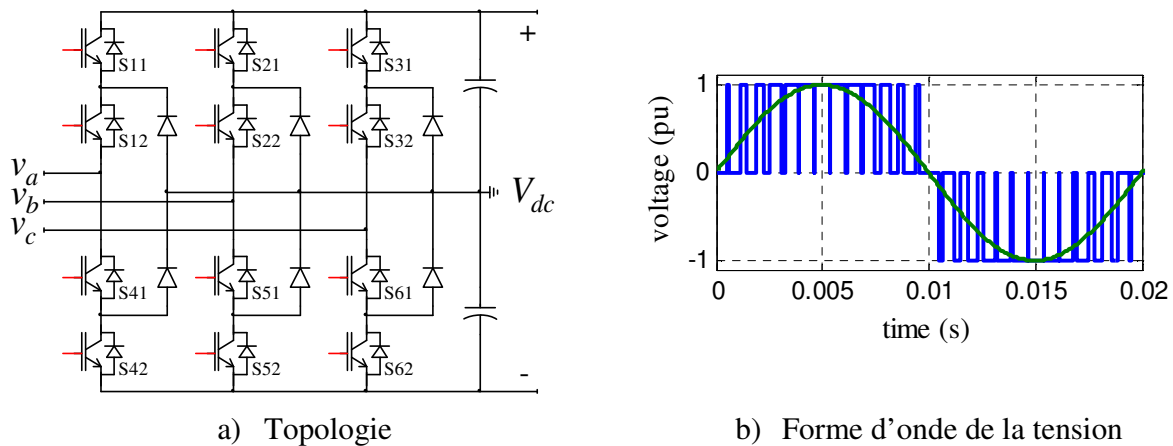 +
S11 S21 S31
S12 S22 S32
v_a
v_b
v_c
V_dc
S41 S51 S61
S42 S52 S62
-
a) Topologie
voltage (pu)
1
0
-1
0 0.005 0.01 0.015 0.02
time (s)
b) Forme d'onde de la tension